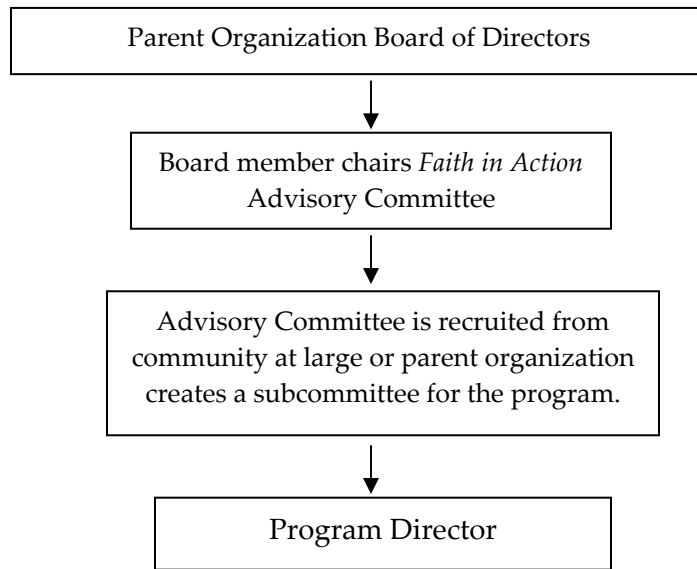 Parent Organization Board of Directors
Board member chairs Faith in Action
Advisory Committee
Advisory Committee is recruited from
community at large or parent organization
creates a subcommittee for the program.
Program Director